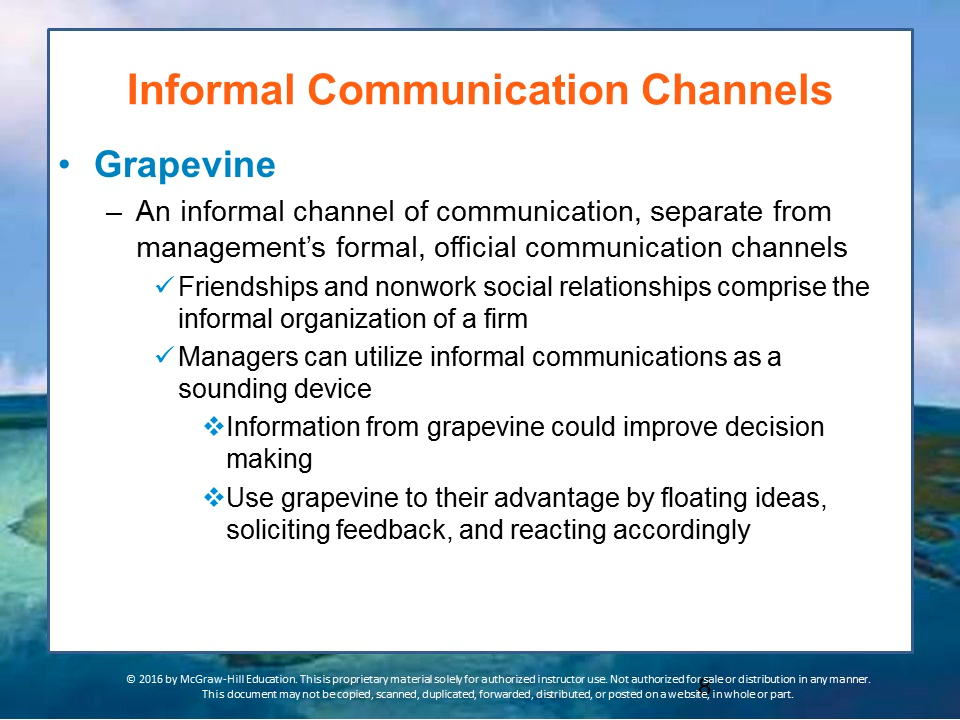 Informal Communication Channels
• Grapevine
– An informal channel of communication, separate from
management’s formal, official communication channels
✓ Friendships and nonwork social relationships comprise the
informal organization of a firm
✓ Managers can utilize informal communications as a
sounding device
❖ Information from grapevine could improve decision
making
❖ Use grapevine to their advantage by floating ideas,
soliciting feedback, and reacting accordingly
© 2016 by McGraw-Hill Education. This is proprietary material solely for authorized instructor use. Not authorized for sale or distribution in any manner.
This document may not be copied, scanned, duplicated, forwarded, distributed, or posted on a website, in whole or part.